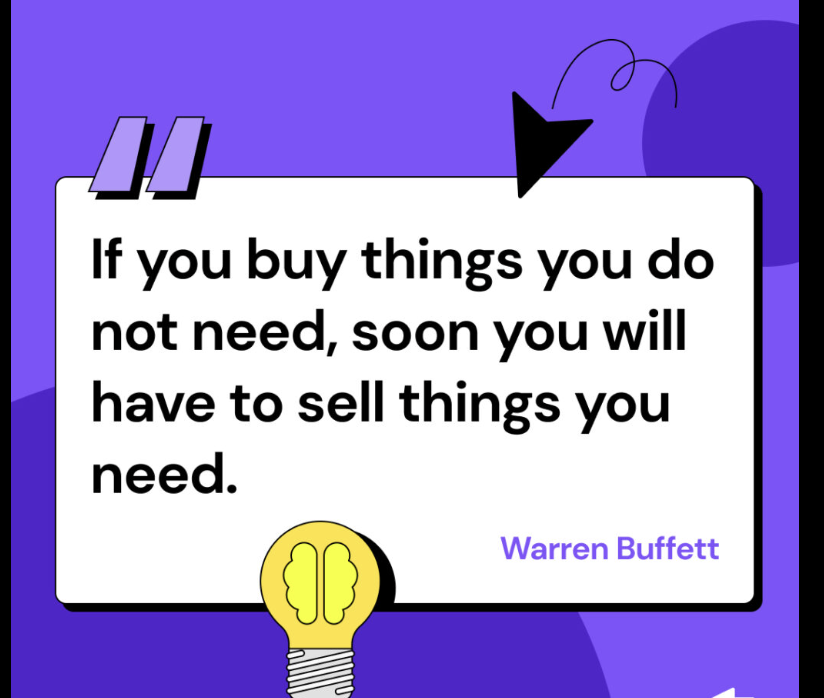 If you buy things you do
not need, soon you will
have to sell things you
need.
Warren Buffett